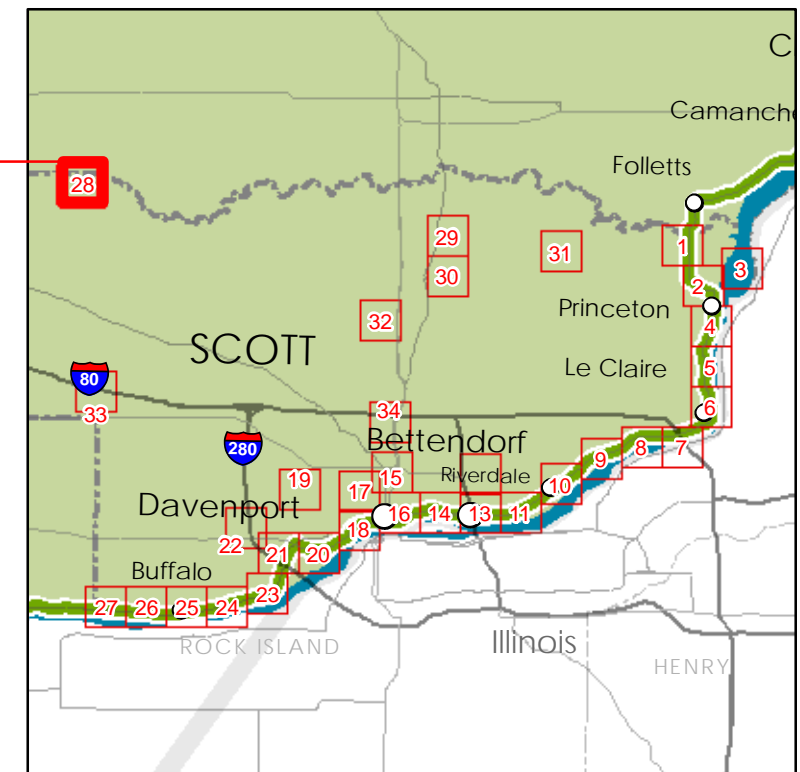 C
Camanche
Folletts
28
29
1
31
3
30
2
Princeton
32
4
SCOTT
Le Claire
5
80
33
34
6
Bettendorf
280
7
8
9
15
Riverdale
19
17
10
Davenport
16
14
13
11
18
22
21
20
Buffalo
23
27
26
25
24
ROCK ISLAND
Illinois
HENRY